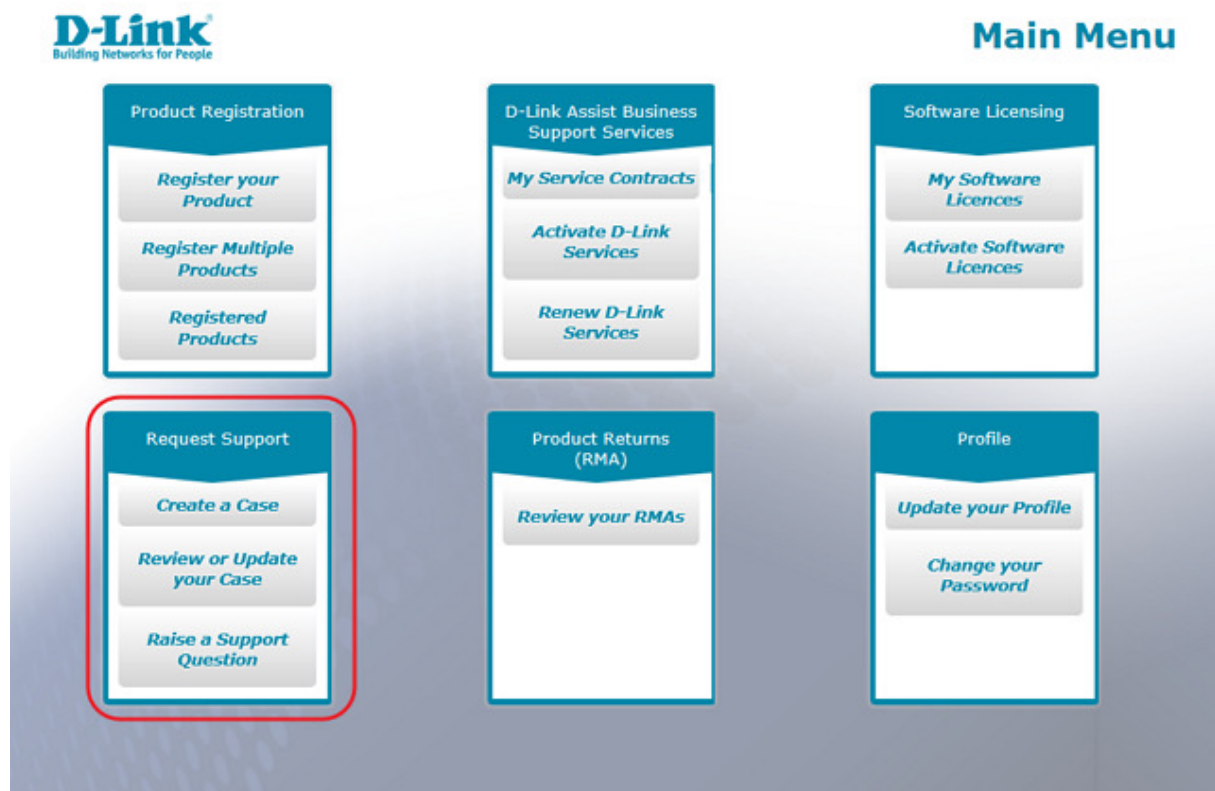 D-Link
Building Networks for People
Main Menu
Product Registration
Register your
Product
Register Multiple
Products
Registered
Products
D-Link Assist Business
Support Services
My Service Contracts
Activate D-Link
Services
Renew D-Link
Services
Software Licensing
My Software
Licences
Activate Software
Licences
Request Support
Create a Case
Review or Update
your Case
Raise a Support
Question
Product Returns
(RMA)
Review your RMAs
Profile
Update your Profile
Change your
Password